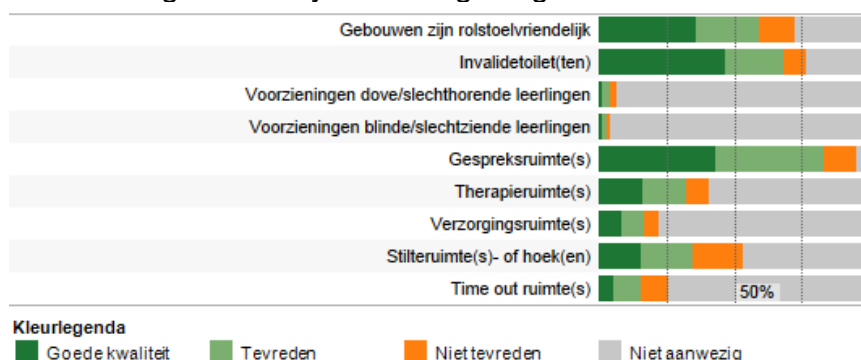 Gebouwen zijn rolstoelvriendelijk
Invalidetoilet(ten)
Voorzieningen dove/slechthorende leerlingen
Voorzieningen blinde/slechtziende leerlingen
Gespreksruimte(s)
Therapieruimte(s)
Verzorgingsruimte(s)
Stilteruimte(s)- of hoek(en)
Time out ruimte(s)
50%
Kleurlegenda
Goede kwaliteit Tevreden Niet tevreden Niet aanwezig